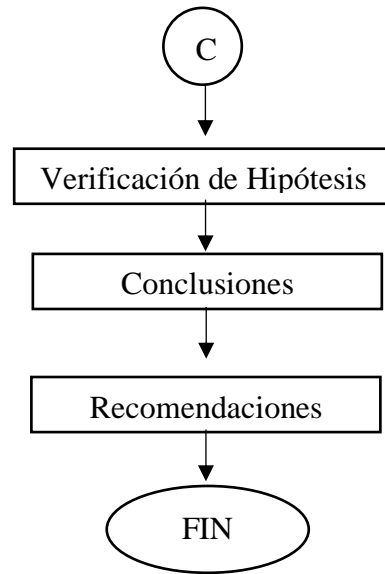 C
Verificación de Hipótesis
Conclusiones
Recomendaciones
FIN